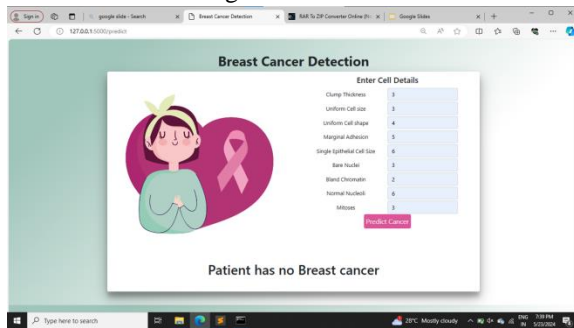 Sign in
google slide - Search
Breast Cancer Detection
RAR To ZIP Converter Online (Fr
Google Slides
127.0.0.1:5000/predict
Breast Cancer Detection
Enter Cell Details
Clump Thickness 3
Uniform Cell size 3
Uniform Cell shape 4
Marginal Adhesion 5
Single Epithelial Cell Size 6
Bare Nuclei 3
Bland Chromatin 2
Normal Nucleoli 6
Mitoses 3
Predict Cancer
Patient has no Breast cancer
Type here to search
28°C Mostly cloudy
ENG
IN
7:39 PM
5/23/2024